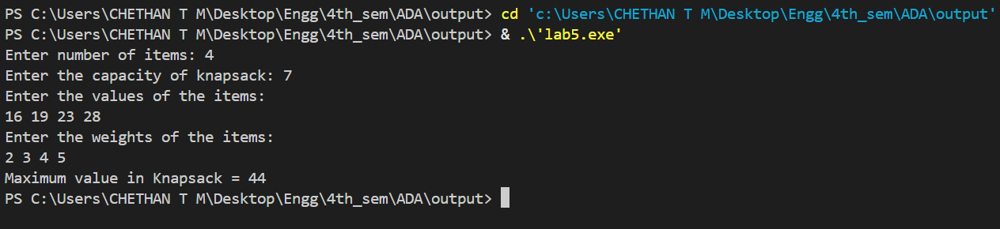 PS C:\Users\CHETHAN T M\Desktop\Engg\4th_sem\ADA\output> cd 'c:\Users\CHETHAN T M\Desktop\Engg\4th_sem\ADA\output'
PS C:\Users\CHETHAN T M\Desktop\Engg\4th_sem\ADA\output> & .\'lab5.exe'
Enter number of items: 4
Enter the capacity of knapsack: 7
Enter the values of the items:
16 19 23 28
Enter the weights of the items:
2 3 4 5
Maximum value in Knapsack = 44
PS C:\Users\CHETHAN T M\Desktop\Engg\4th_sem\ADA\output>